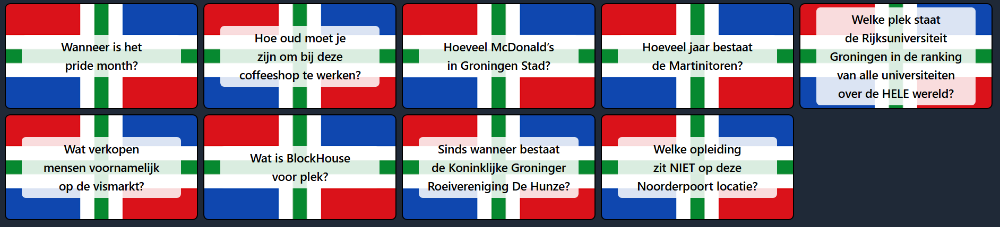 Wanneer is het
pride month?
Hoe oud moet je
zijn om bij deze
coffeeshop te werken?
Hoeveel McDonald’s
in Groningen Stad?
Hoeveel jaar bestaat
de Martinitoren?
Welke plek staat
de Rijksuniversiteit
Groningen in de ranking
van alle universiteiten
over de HELE wereld?
Wat verkopen
mensen voornamelijk
op de vismarkt?
Wat is BlockHouse
voor plek?
Sinds wanneer bestaat
de Koninklijke Groninger
Roeivereniging De Hunze?
Welke opleiding
zit NIET op deze
Noorderpoort locatie?